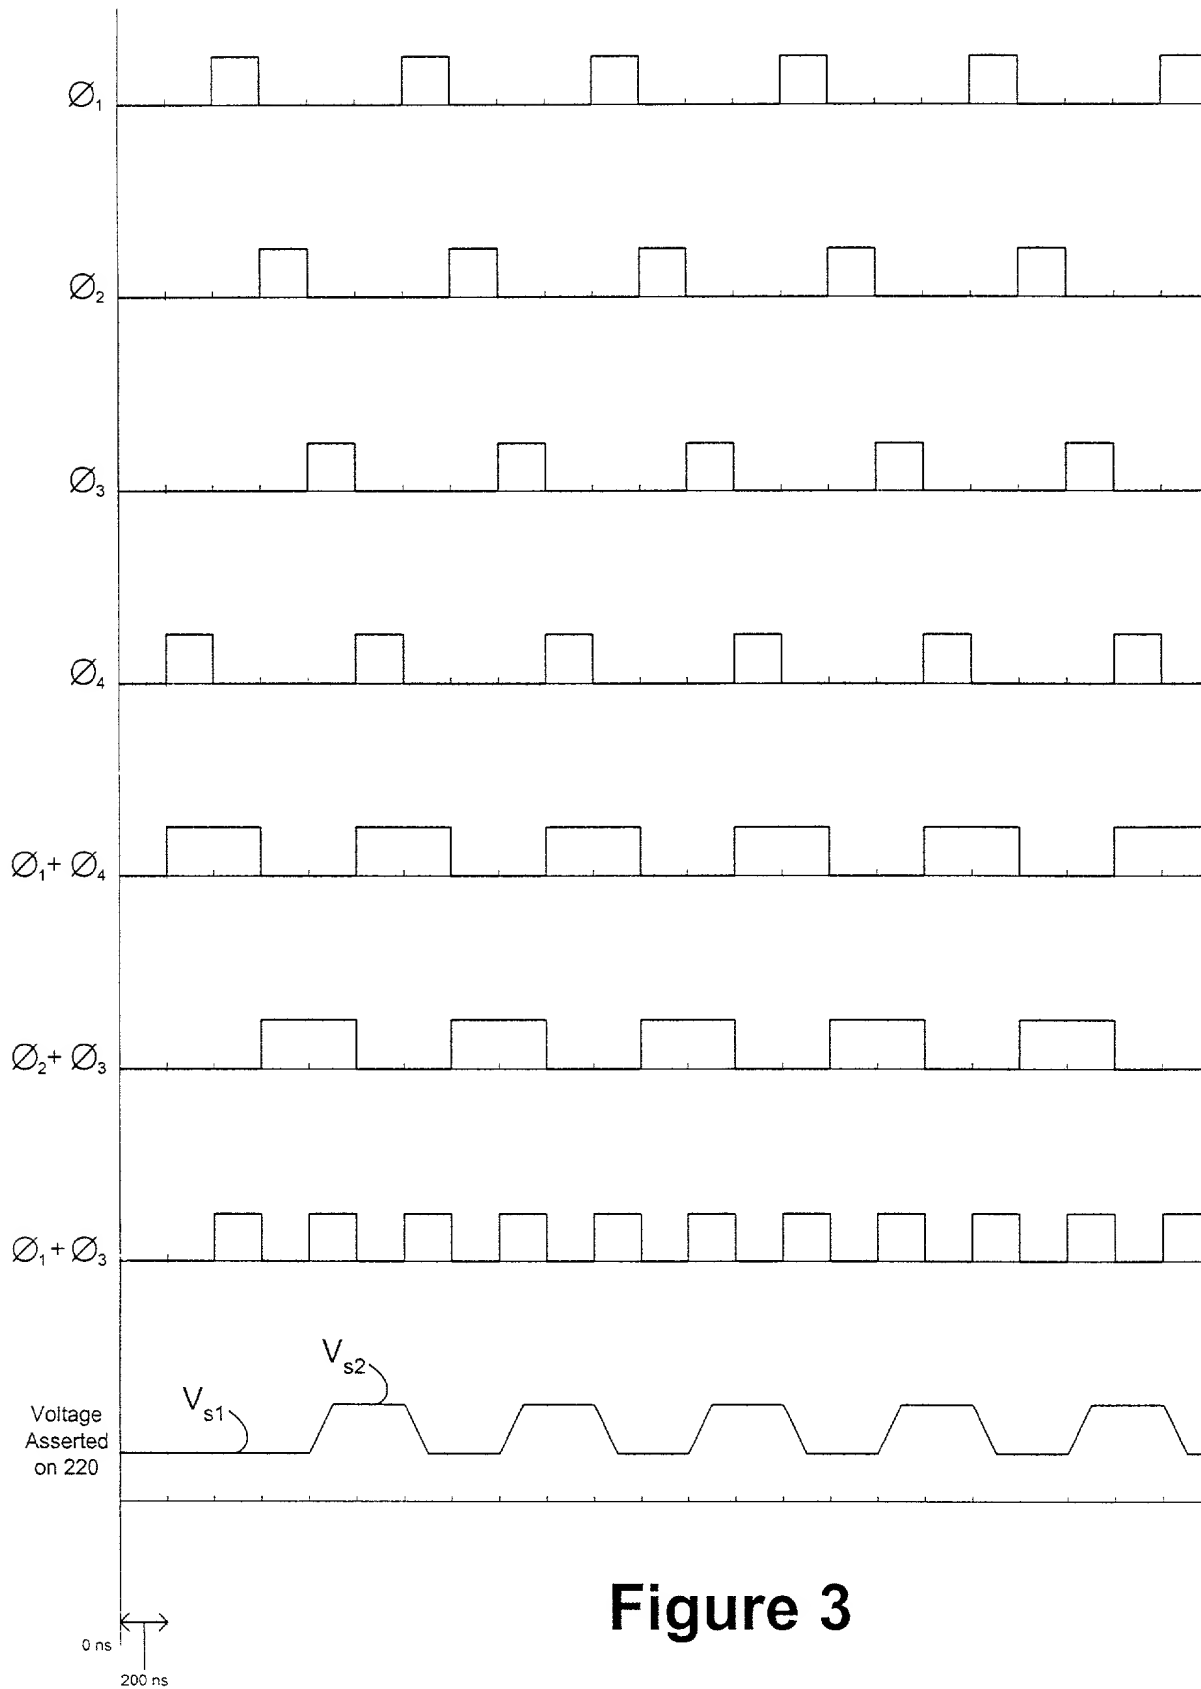 ∅₁
∅₂
∅₃
∅₄
∅₁+ ∅₄
∅₂+ ∅₃
∅₁+ ∅₃
Vs2
Vs1
Voltage
Asserted
on 220
Figure 3
0 ns
200 ns